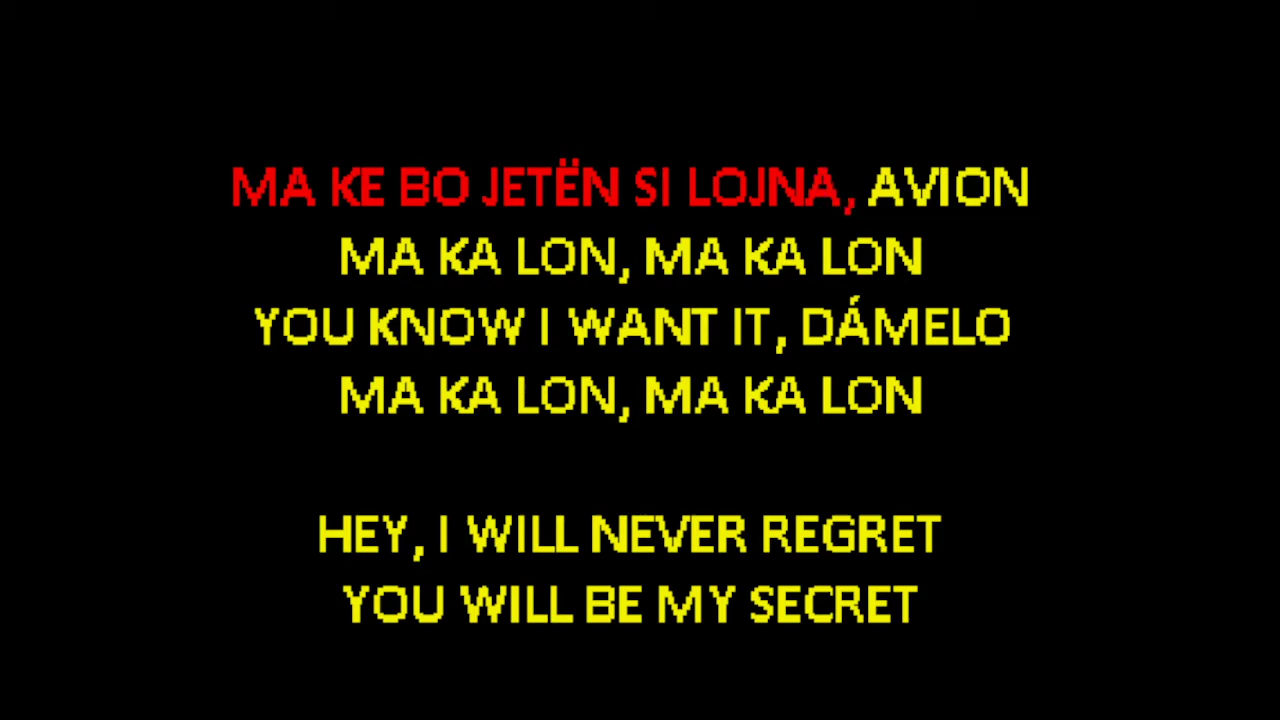 MA KE BO JETËN SI LOJNA, AVION
MA KA LON, MA KA LON
YOU KNOW I WANT IT, DÁMELO
MA KA LON, MA KA LON
HEY, I WILL NEVER REGRET
YOU WILL BE MY SECRET